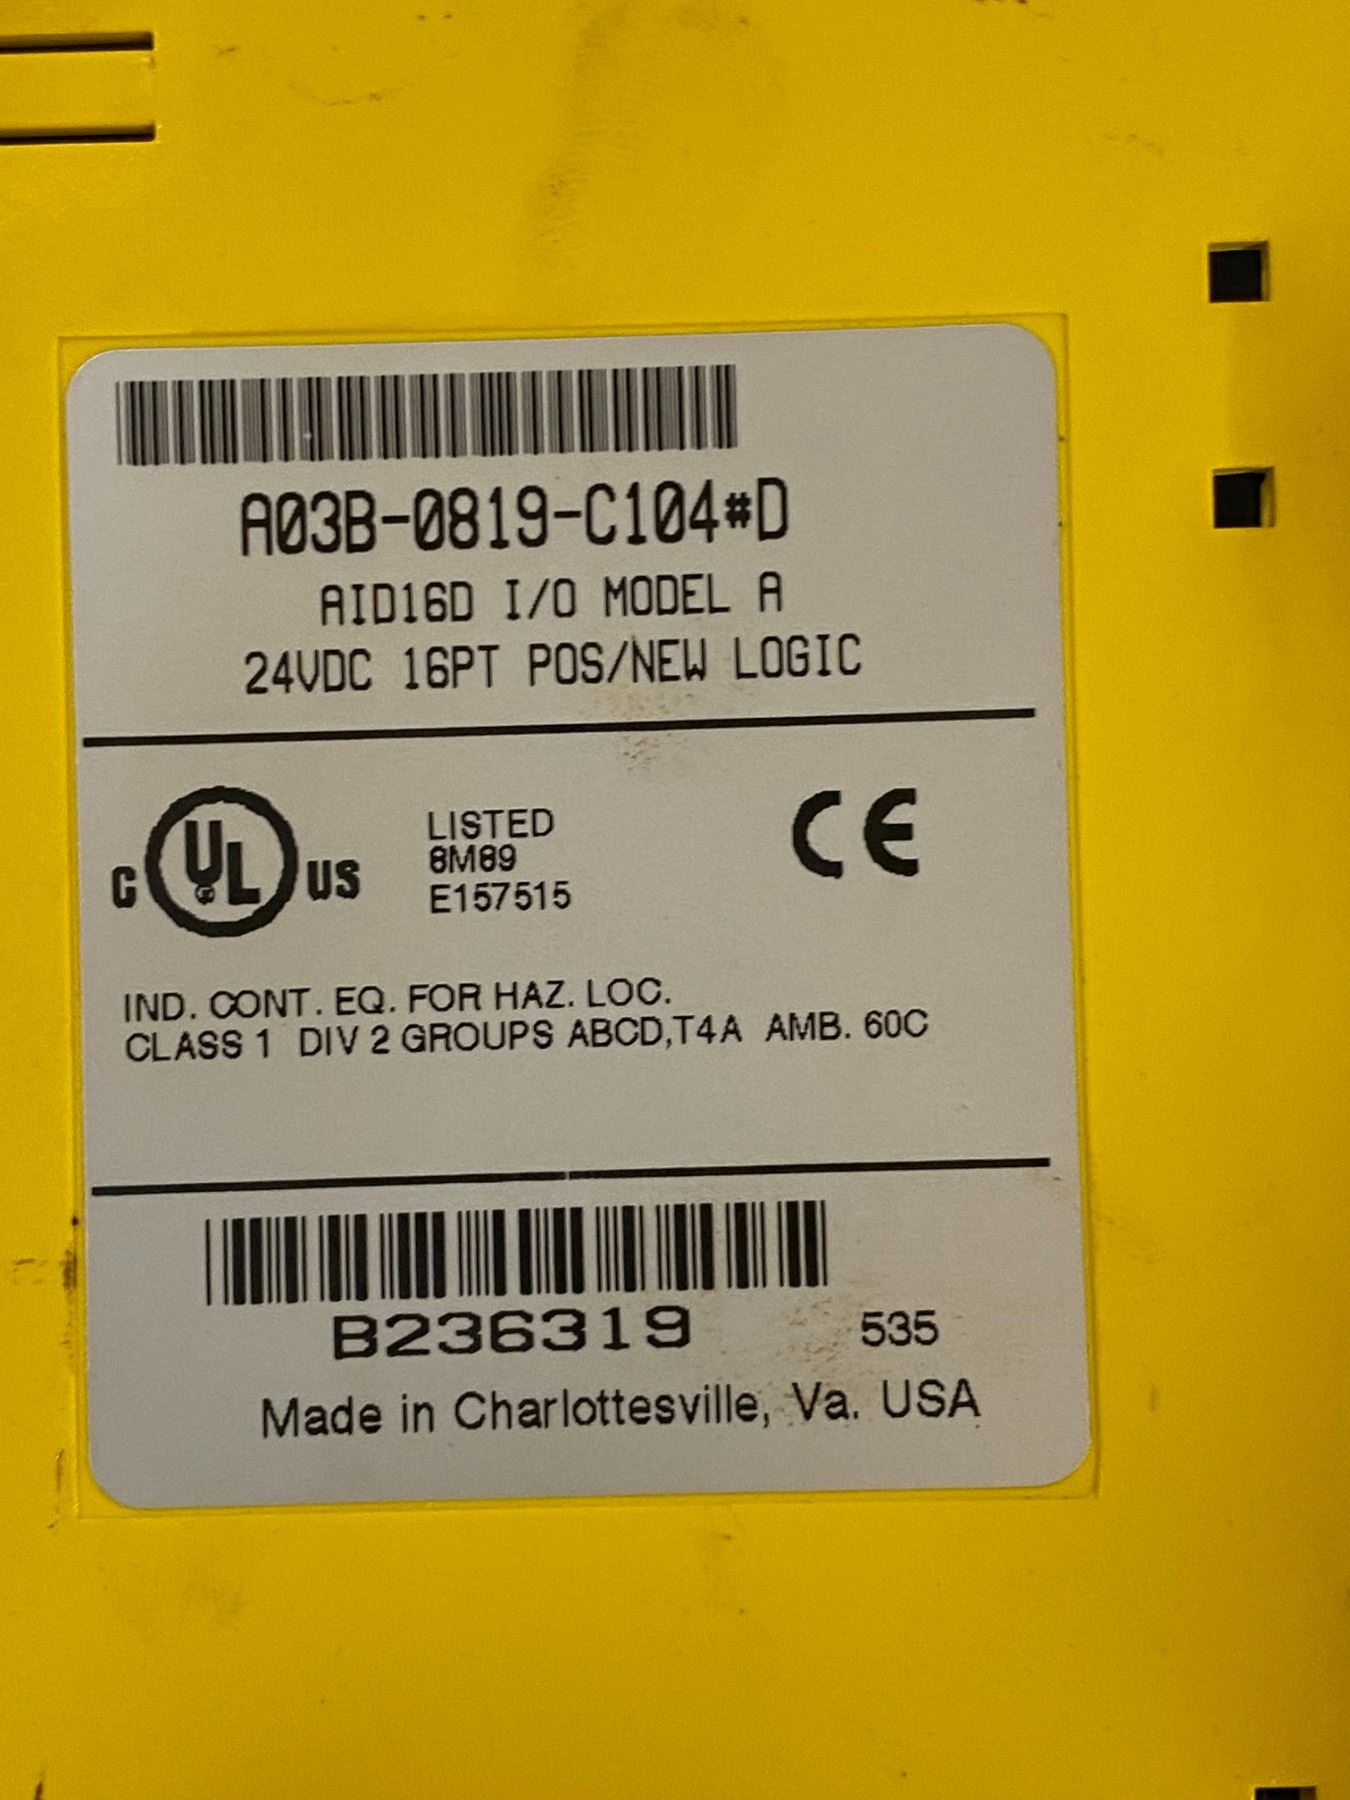 A03B-0819-C104#D
AID16D I/O MODEL A
24VDC 16PT POS/NEW LOGIC
C UL US
LISTED
8M89
E157515
CE
IND. CONT. EQ. FOR HAZ. LOC.
CLASS 1 DIV 2 GROUPS ABCD,T4A AMB. 60C
B236319 535
Made in Charlottesville, Va. USA